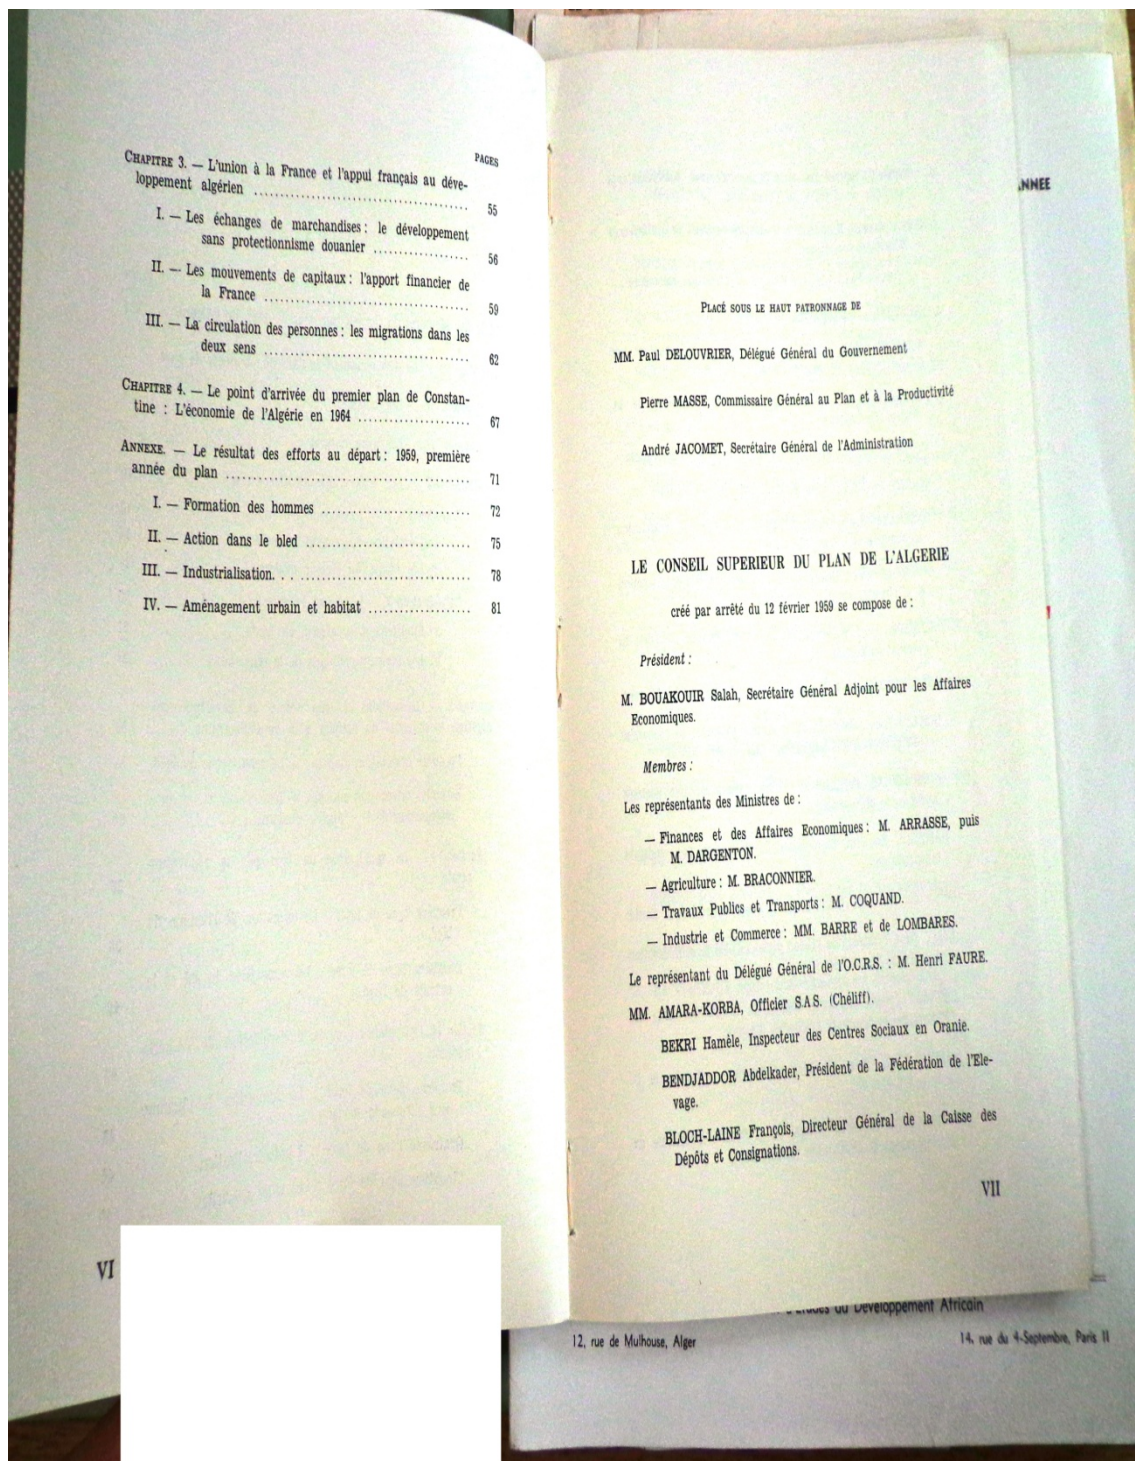 PAGES
CHAPITRE 3. — L'union à la France et l'appui français au déve-
loppement algérien ........................................ 55
I. — Les échanges de marchandises : le développement
sans protectionnisme douanier .................. 56
II. — Les mouvements de capitaux : l'apport financier de
la France ...................................... 59
III. — La circulation des personnes : les migrations dans les
deux sens ...................................... 62
CHAPITRE 4. — Le point d'arrivée du premier plan de Constan-
tine : L'économie de l'Algérie en 1964 .................... 67
ANNEXE. — Le résultat des efforts au départ : 1959, première
année du plan ............................................. 71
I. — Formation des hommes ............................ 72
II. — Action dans le bled ............................... 75
III. — Industrialisation. . . ................................ 78
IV. — Aménagement urbain et habitat ................... 81
VI
PLACÉ SOUS LE HAUT PATRONNAGE DE
MM. Paul DELOUVRIER, Délégué Général du Gouvernement
Pierre MASSE, Commissaire Général au Plan et à la Productivité
André JACOMET, Secrétaire Général de l'Administration
LE CONSEIL SUPERIEUR DU PLAN DE L'ALGERIE
créé par arrêté du 12 février 1959 se compose de :
Président :
M. BOUAKOUIR Salah, Secrétaire Général Adjoint pour les Affaires
Economiques.
Membres :
Les représentants des Ministres de :
— Finances et des Affaires Economiques : M. ARRASSE, puis
M. DARGENTON.
— Agriculture : M. BRACONNIER.
— Travaux Publics et Transports : M. COQUAND.
— Industrie et Commerce : MM. BARRE et de LOMBARES.
Le représentant du Délégué Général de l'O.C.R.S. : M. Henri FAURE.
MM. AMARA-KORBA, Officier S.A.S. (Chéliff).
BEKRI Hamèle, Inspecteur des Centres Sociaux en Oranie.
BENDJADDOR Abdelkader, Président de la Fédération de l'Ele-
vage.
BLOCH-LAINE François, Directeur Général de la Caisse des
Dépôts et Consignations.
VII
NNEE
d'Etudes du Développement Africain
12, rue de Mulhouse, Alger 14, rue du 4-Septembre, Paris II